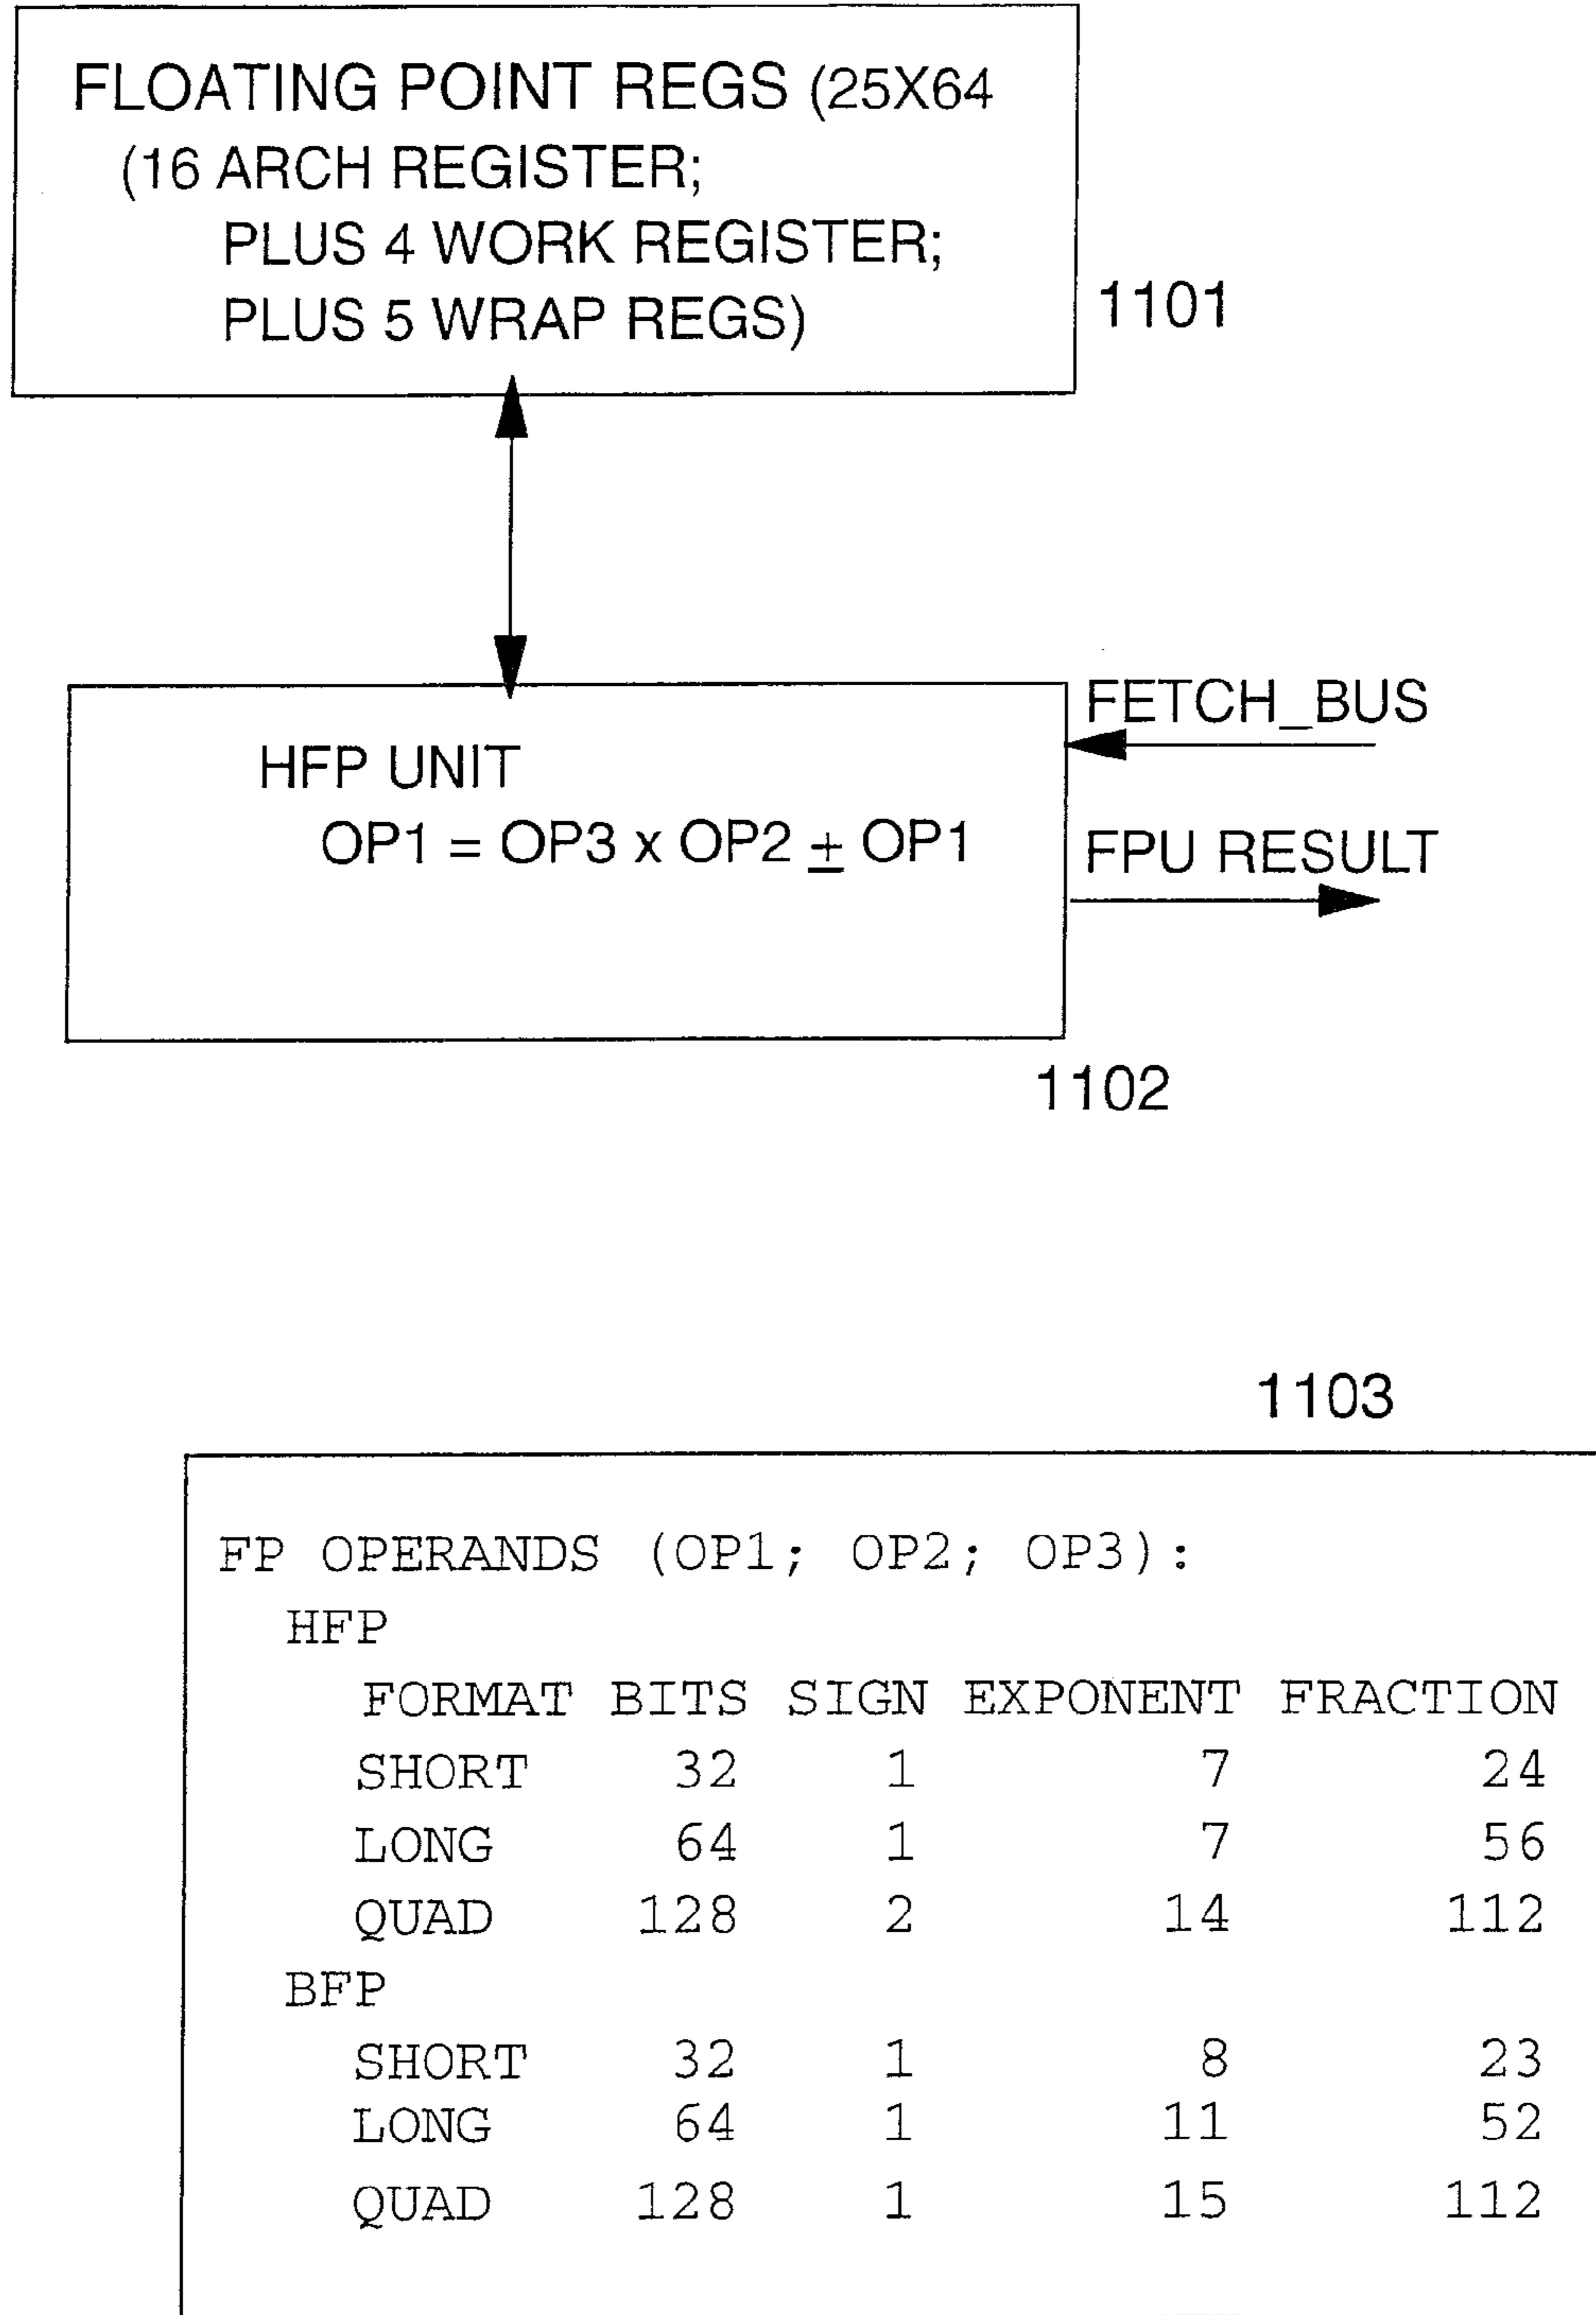 FLOATING POINT REGS (25X64
(16 ARCH REGISTER;
PLUS 4 WORK REGISTER;
PLUS 5 WRAP REGS)
1101
HFP UNIT
OP1 = OP3 x OP2 ± OP1
FETCH_BUS
FPU RESULT
1102
1103
FP OPERANDS (OP1; OP2; OP3):
HFP
FORMAT BITS SIGN EXPONENT FRACTION
SHORT 32 1 7 24
LONG 64 1 7 56
QUAD 128 2 14 112
BFP
SHORT 32 1 8 23
LONG 64 1 11 52
QUAD 128 1 15 112